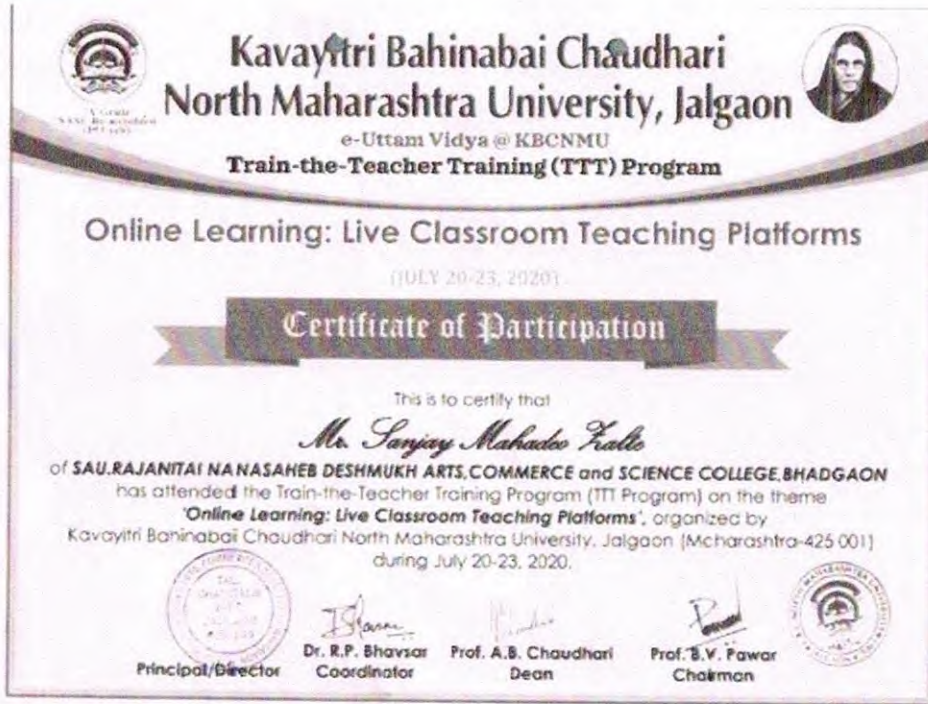 Kavayitri Bahinabai Chaudhari
North Maharashtra University, Jalgaon
e-Uttam Vidya @ KBCNMU
Train-the-Teacher Training (TTT) Program
Online Learning: Live Classroom Teaching Platforms
(JULY 20-23, 2020)
Certificate of Participation
This is to certify that
Mr. Sanjay Mahadeo Zalte
of SAU.RAJANITAI NANASAHEB DESHMUKH ARTS,COMMERCE and SCIENCE COLLEGE,BHADGAON
has attended the Train-the-Teacher Training Program (TTT Program) on the theme
'Online Learning: Live Classroom Teaching Platforms', organized by
Kavayitri Bahinabai Chaudhari North Maharashtra University, Jalgaon (Maharashtra-425 001)
during July 20-23, 2020.
Principal/Director
Dr. R.P. Bhavsar
Coordinator
Prof. A.B. Chaudhari
Dean
Prof. B.V. Pawar
Chairman